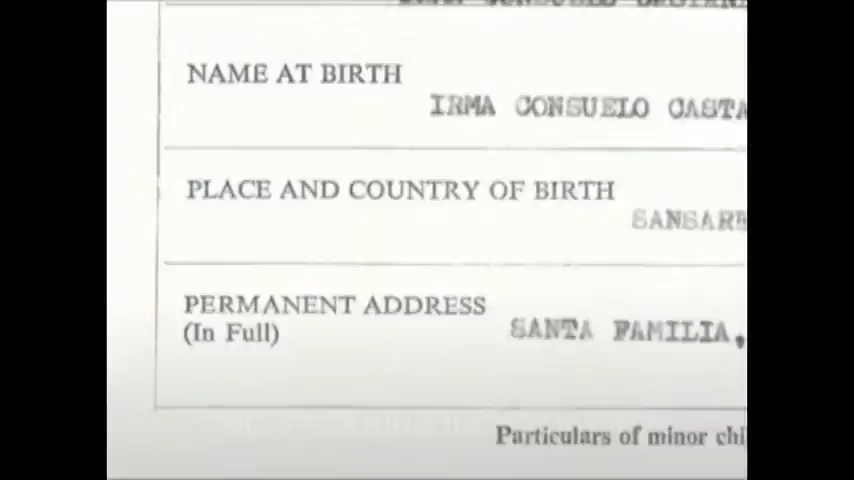 NAME AT BIRTH
IRMA CONSUELO CASTA
PLACE AND COUNTRY OF BIRTH
SANSARE
PERMANENT ADDRESS
(In Full) SANTA FAMILIA,
Particulars of minor chi